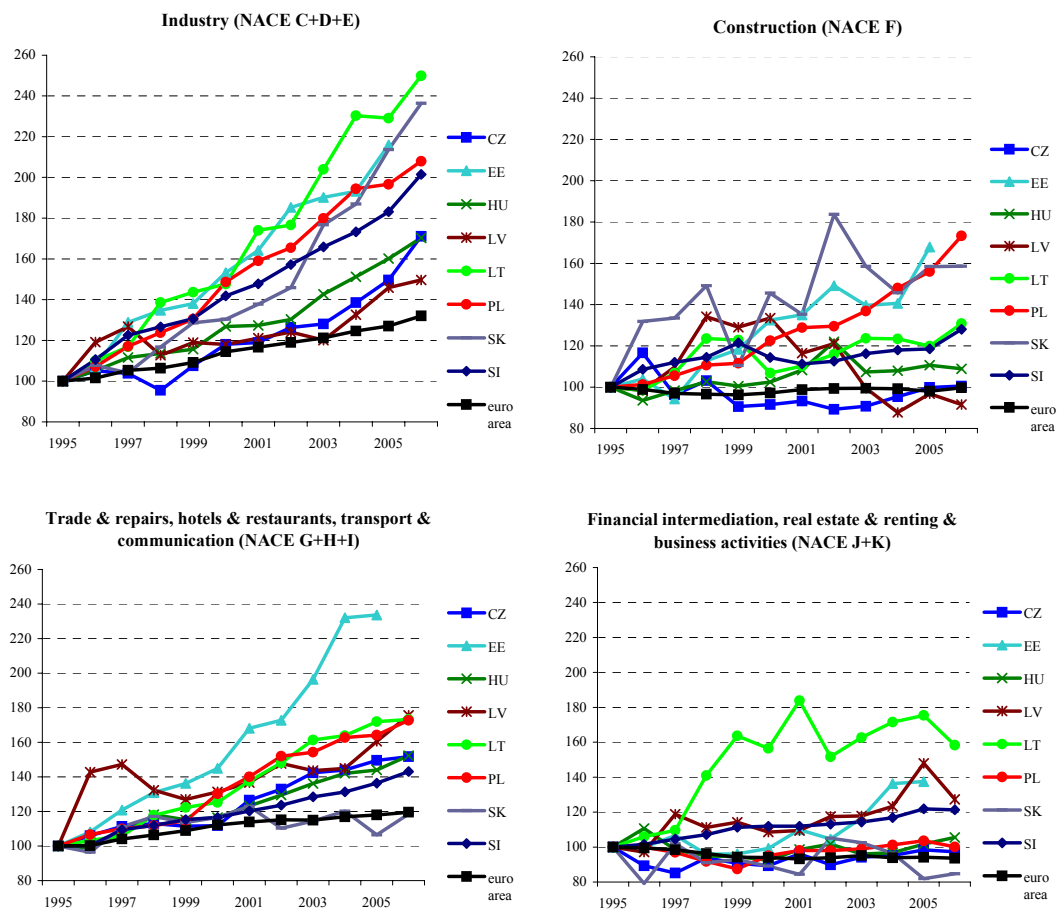 Industry (NACE C+D+E)
260
240
220
200
180
160
140
120
100
80
1995 1997 1999 2001 2003 2005
CZ
EE
HU
LV
LT
PL
SK
SI
euro
area
Construction (NACE F)
260
240
220
200
180
160
140
120
100
80
1995 1997 1999 2001 2003 2005
CZ
EE
HU
LV
LT
PL
SK
SI
euro
area
Trade & repairs, hotels & restaurants, transport &
communication (NACE G+H+I)
260
240
220
200
180
160
140
120
100
80
1995 1997 1999 2001 2003 2005
CZ
EE
HU
LV
LT
PL
SK
SI
euro
area
Financial intermediation, real estate & renting &
business activities (NACE J+K)
260
240
220
200
180
160
140
120
100
80
1995 1997 1999 2001 2003 2005
CZ
EE
HU
LV
LT
PL
SK
SI
euro
area